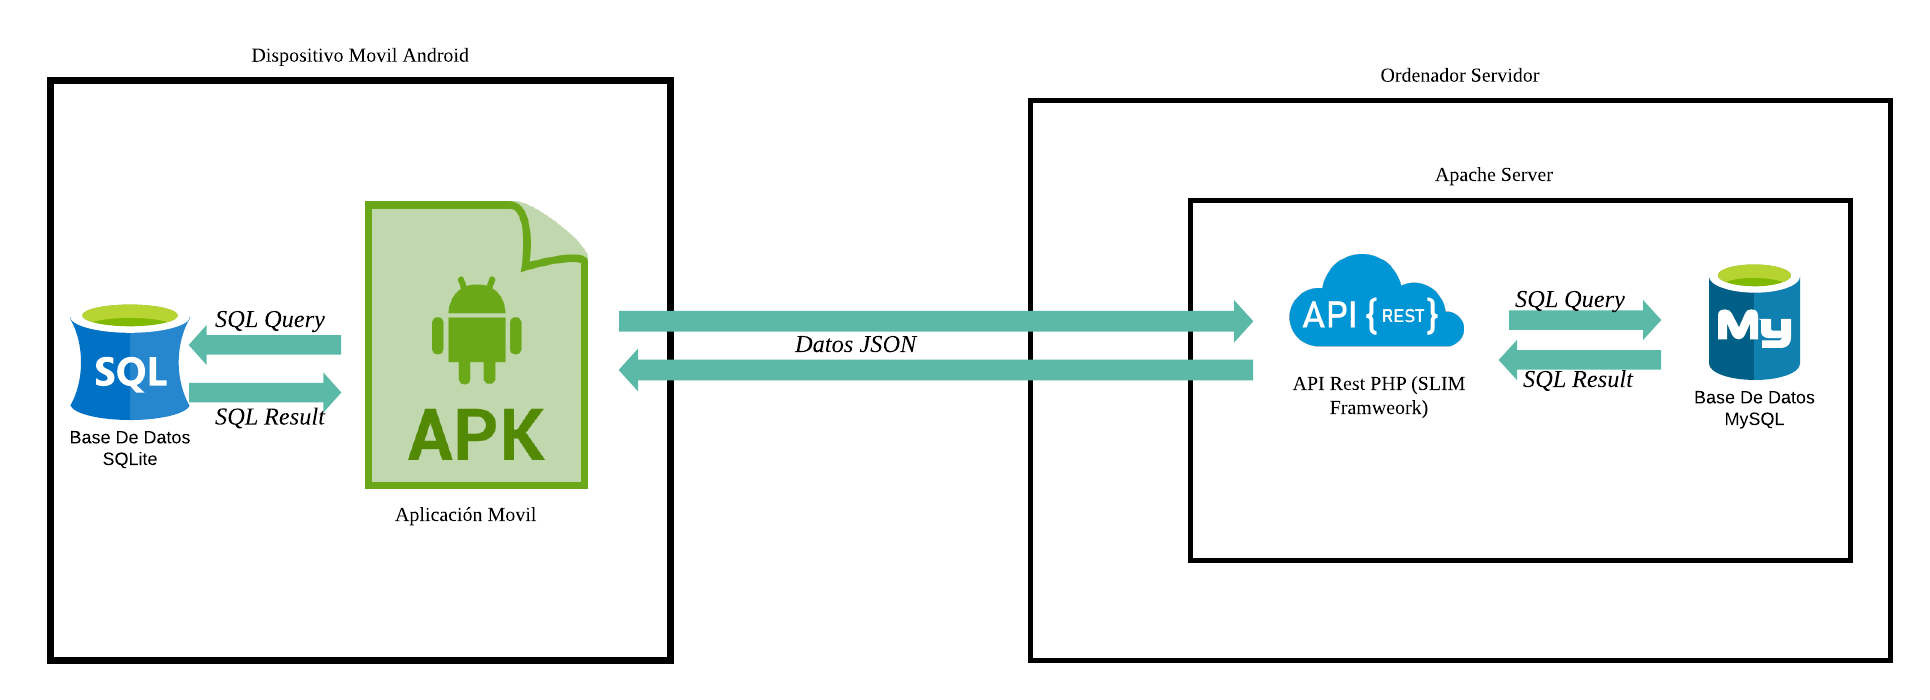 Dispositivo Movil Android
Ordenador Servidor
Apache Server
SQL Query
SQL
SQL Result
Base De Datos
SQLite
APK
Aplicación Movil
Datos JSON
API {REST}
API Rest PHP (SLIM
Framweork)
SQL Query
SQL Result
My
Base De Datos
MySQL